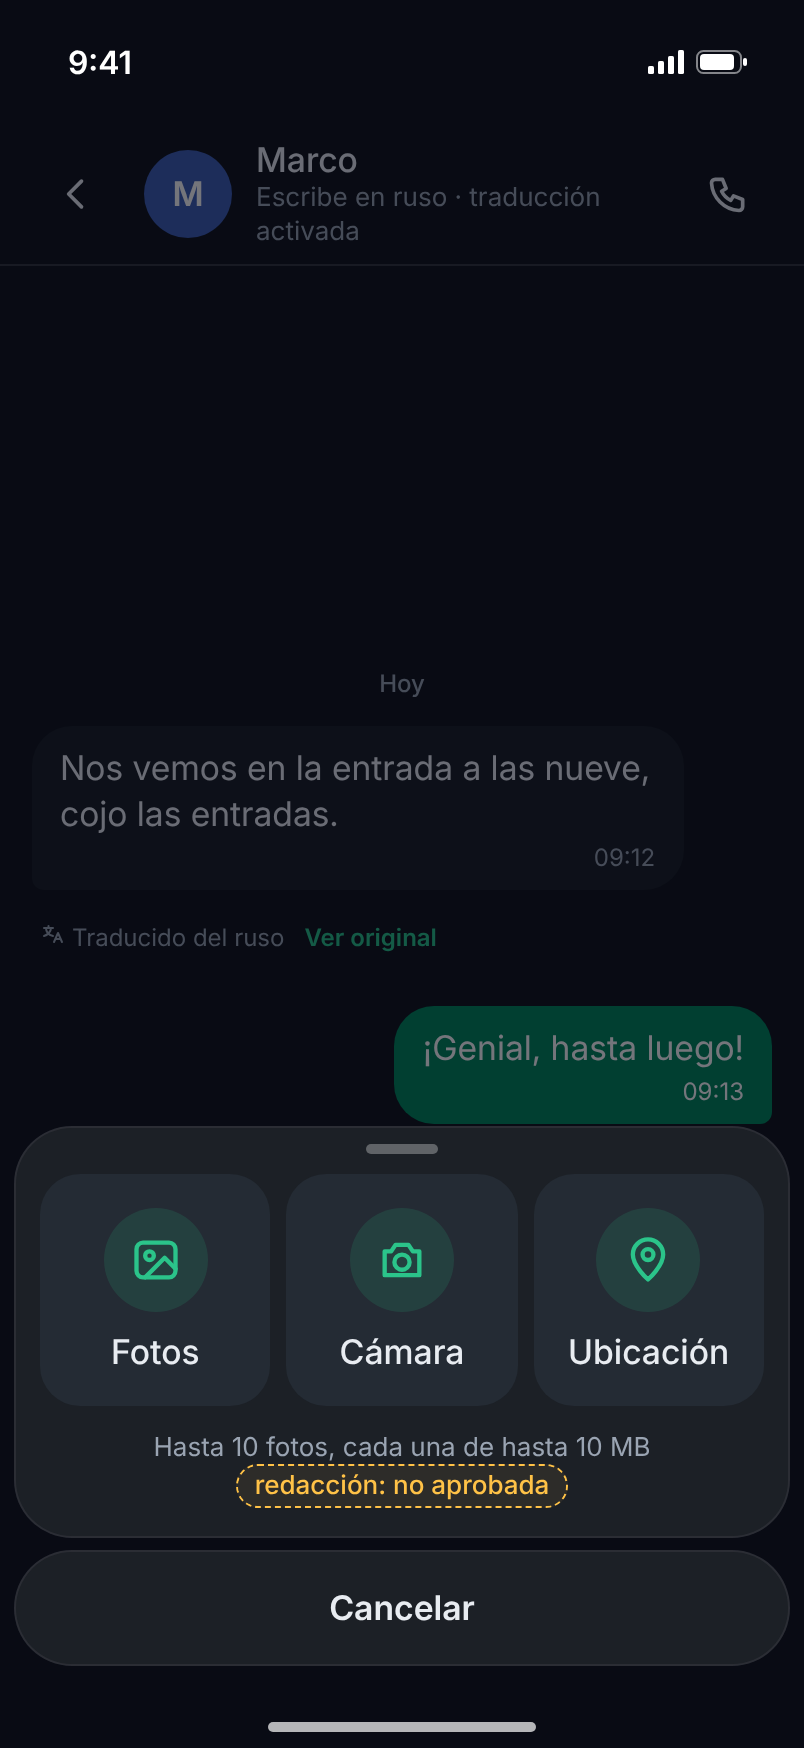 9:41
M
Marco
Escribe en ruso · traducción
activada
Hoy
Nos vemos en la entrada a las nueve,
cojo las entradas.
09:12
Traducido del ruso Ver original
¡Genial, hasta luego!
09:13
Fotos
Cámara
Ubicación
Hasta 10 fotos, cada una de hasta 10 MB
redacción: no aprobada
Cancelar